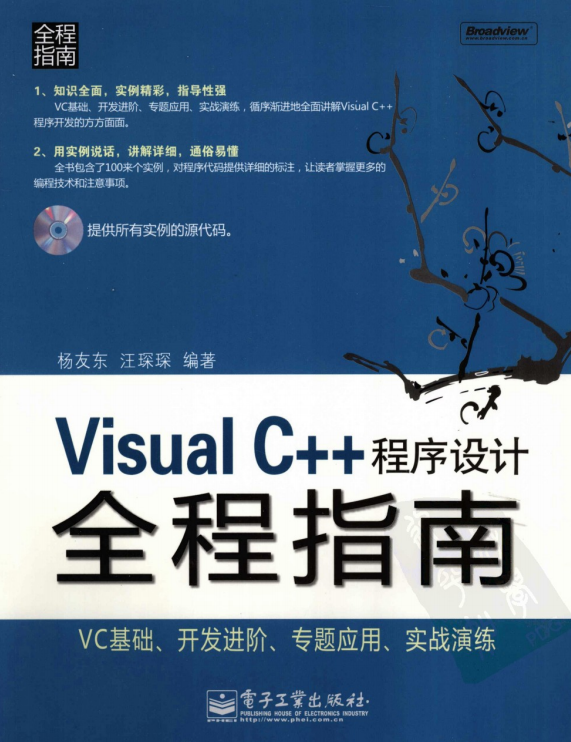 全程
指南
Broadview
www.broadview.com.cn
1、知识全面，实例精彩，指导性强
VC基础、开发进阶、专题应用、实战演练，循序渐进地全面讲解Visual C++
程序开发的方方面面。
2、用实例说话，讲解详细，通俗易懂
全书包含了100来个实例，对程序代码提供详细的标注，让读者掌握更多的
编程技术和注意事项。
提供所有实例的源代码。
杨友东 汪琛琛 编著
Visual C++程序设计
全程指南
VC基础、开发进阶、专题应用、实战演练
電子工業出版社
PUBLISHING HOUSE OF ELECTRONICS INDUSTRY
http://www.phei.com.cn